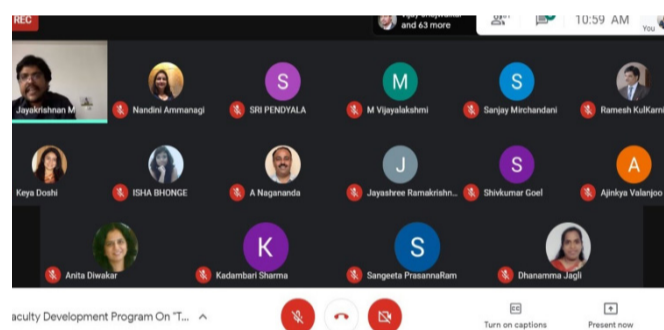 REC
and 63 more
10:59 AM
You
Jayakrishnan M
Nandini Ammanagi
S
SRI PENDYALA
M
M Vijayalakshmi
S
Sanjay Mirchandani
Ramesh KulKarni
Keya Doshi
ISHA BHONGE
A Nagananda
J
Jayashree Ramakrishn...
S
Shivkumar Goel
A
Ajinkya Valanjoo
Anita Diwakar
K
Kadambari Sharma
S
Sangeeta PrasannaRam
Dhanamma Jagli
aculty Development Program On "T...
CC
Turn on captions
Present now